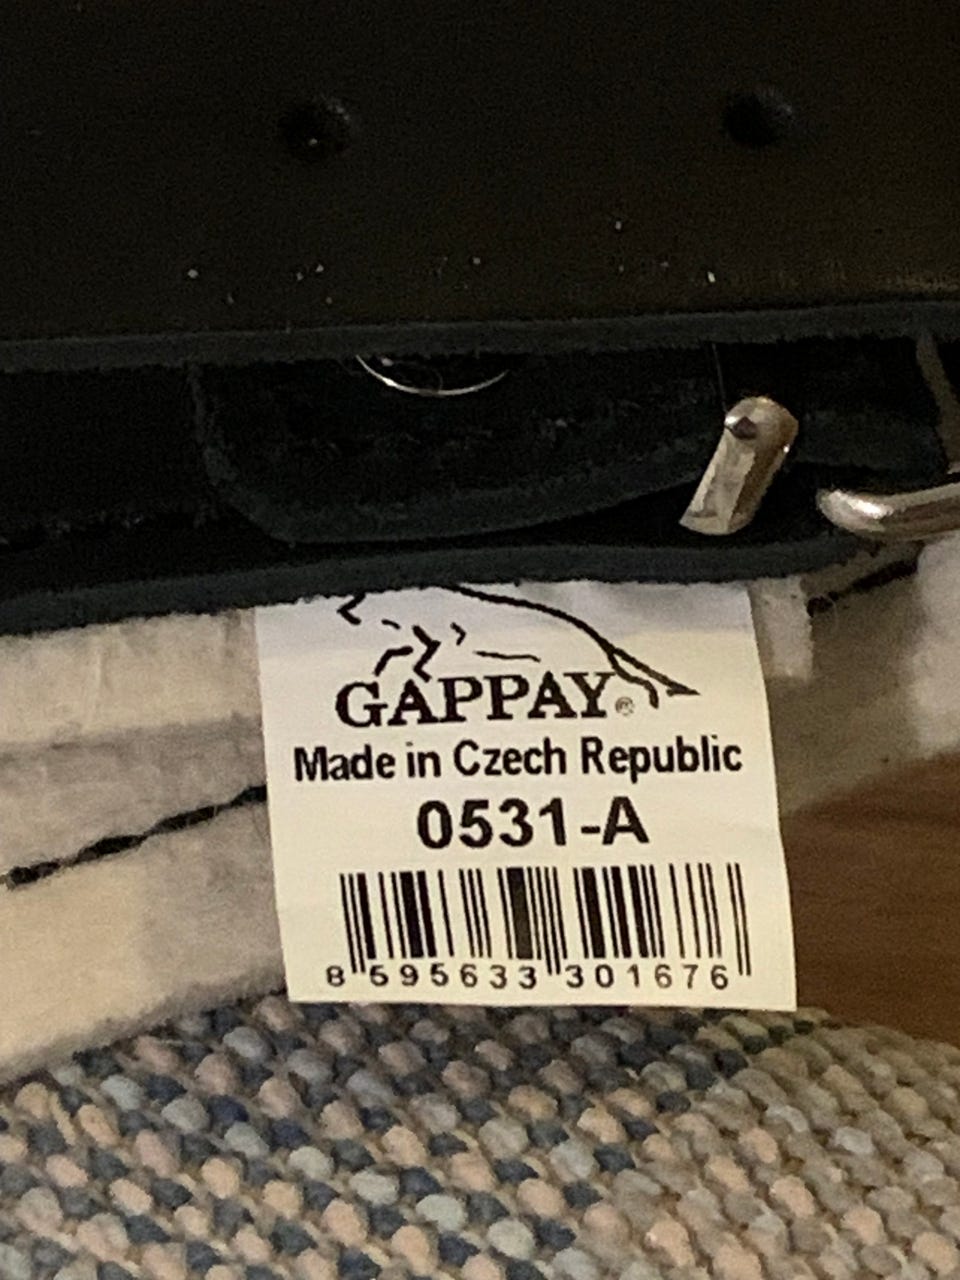 GAPPAY®
Made in Czech Republic
0531-A
8 595633 301676